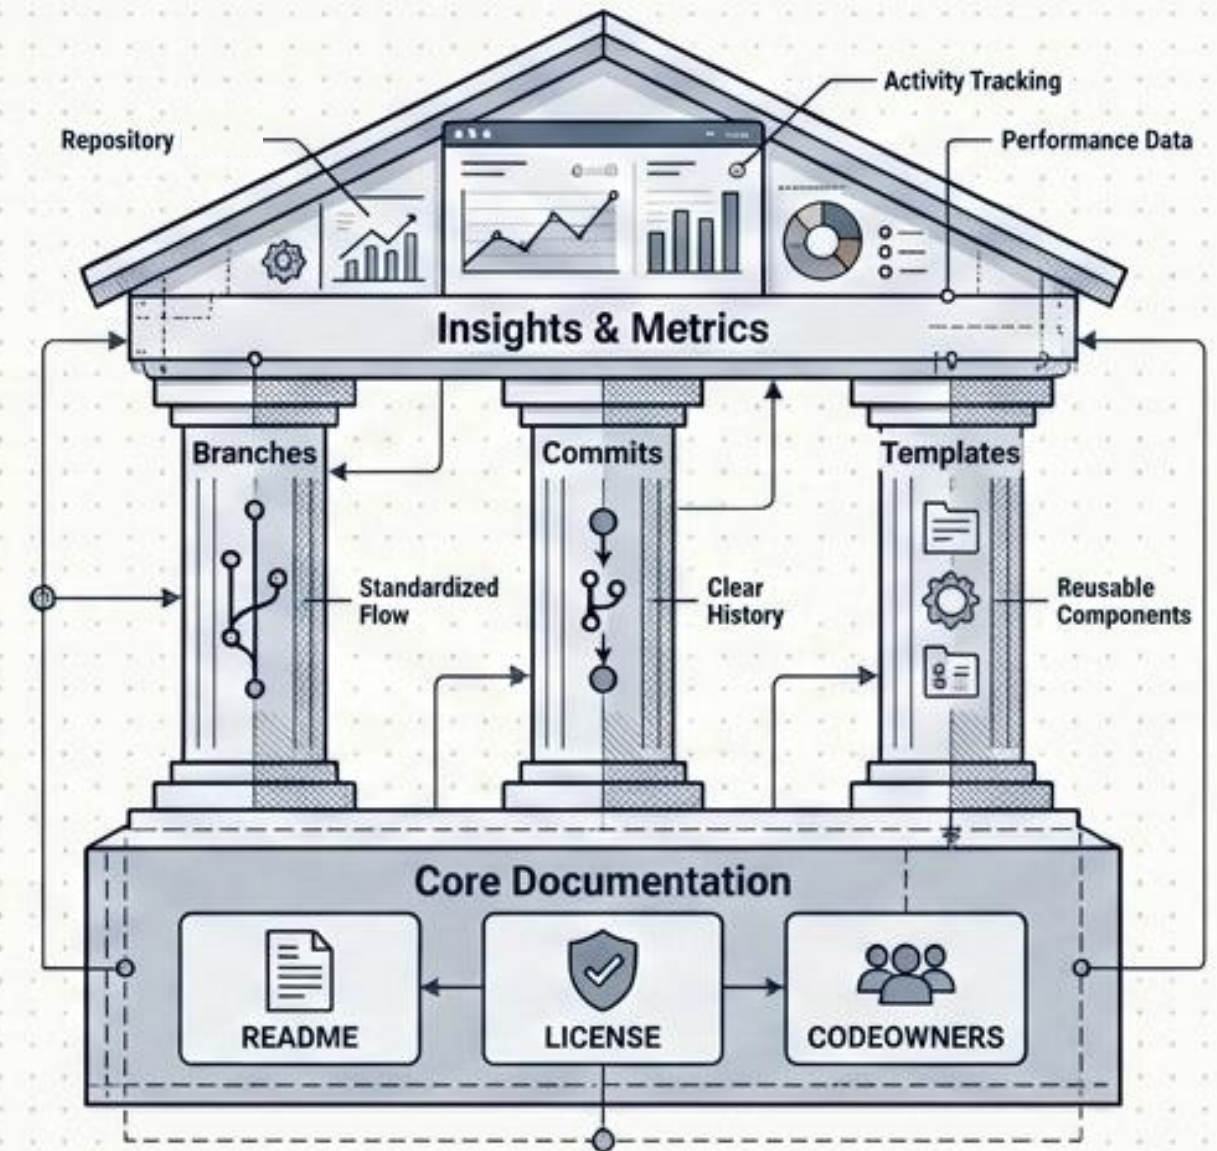 Activity Tracking
Repository
Performance Data
Insights & Metrics
Branches
Commits
Templates
Standardized
Flow
Clear
History
Reusable
Components
Core Documentation
README
LICENSE
CODEOWNERS